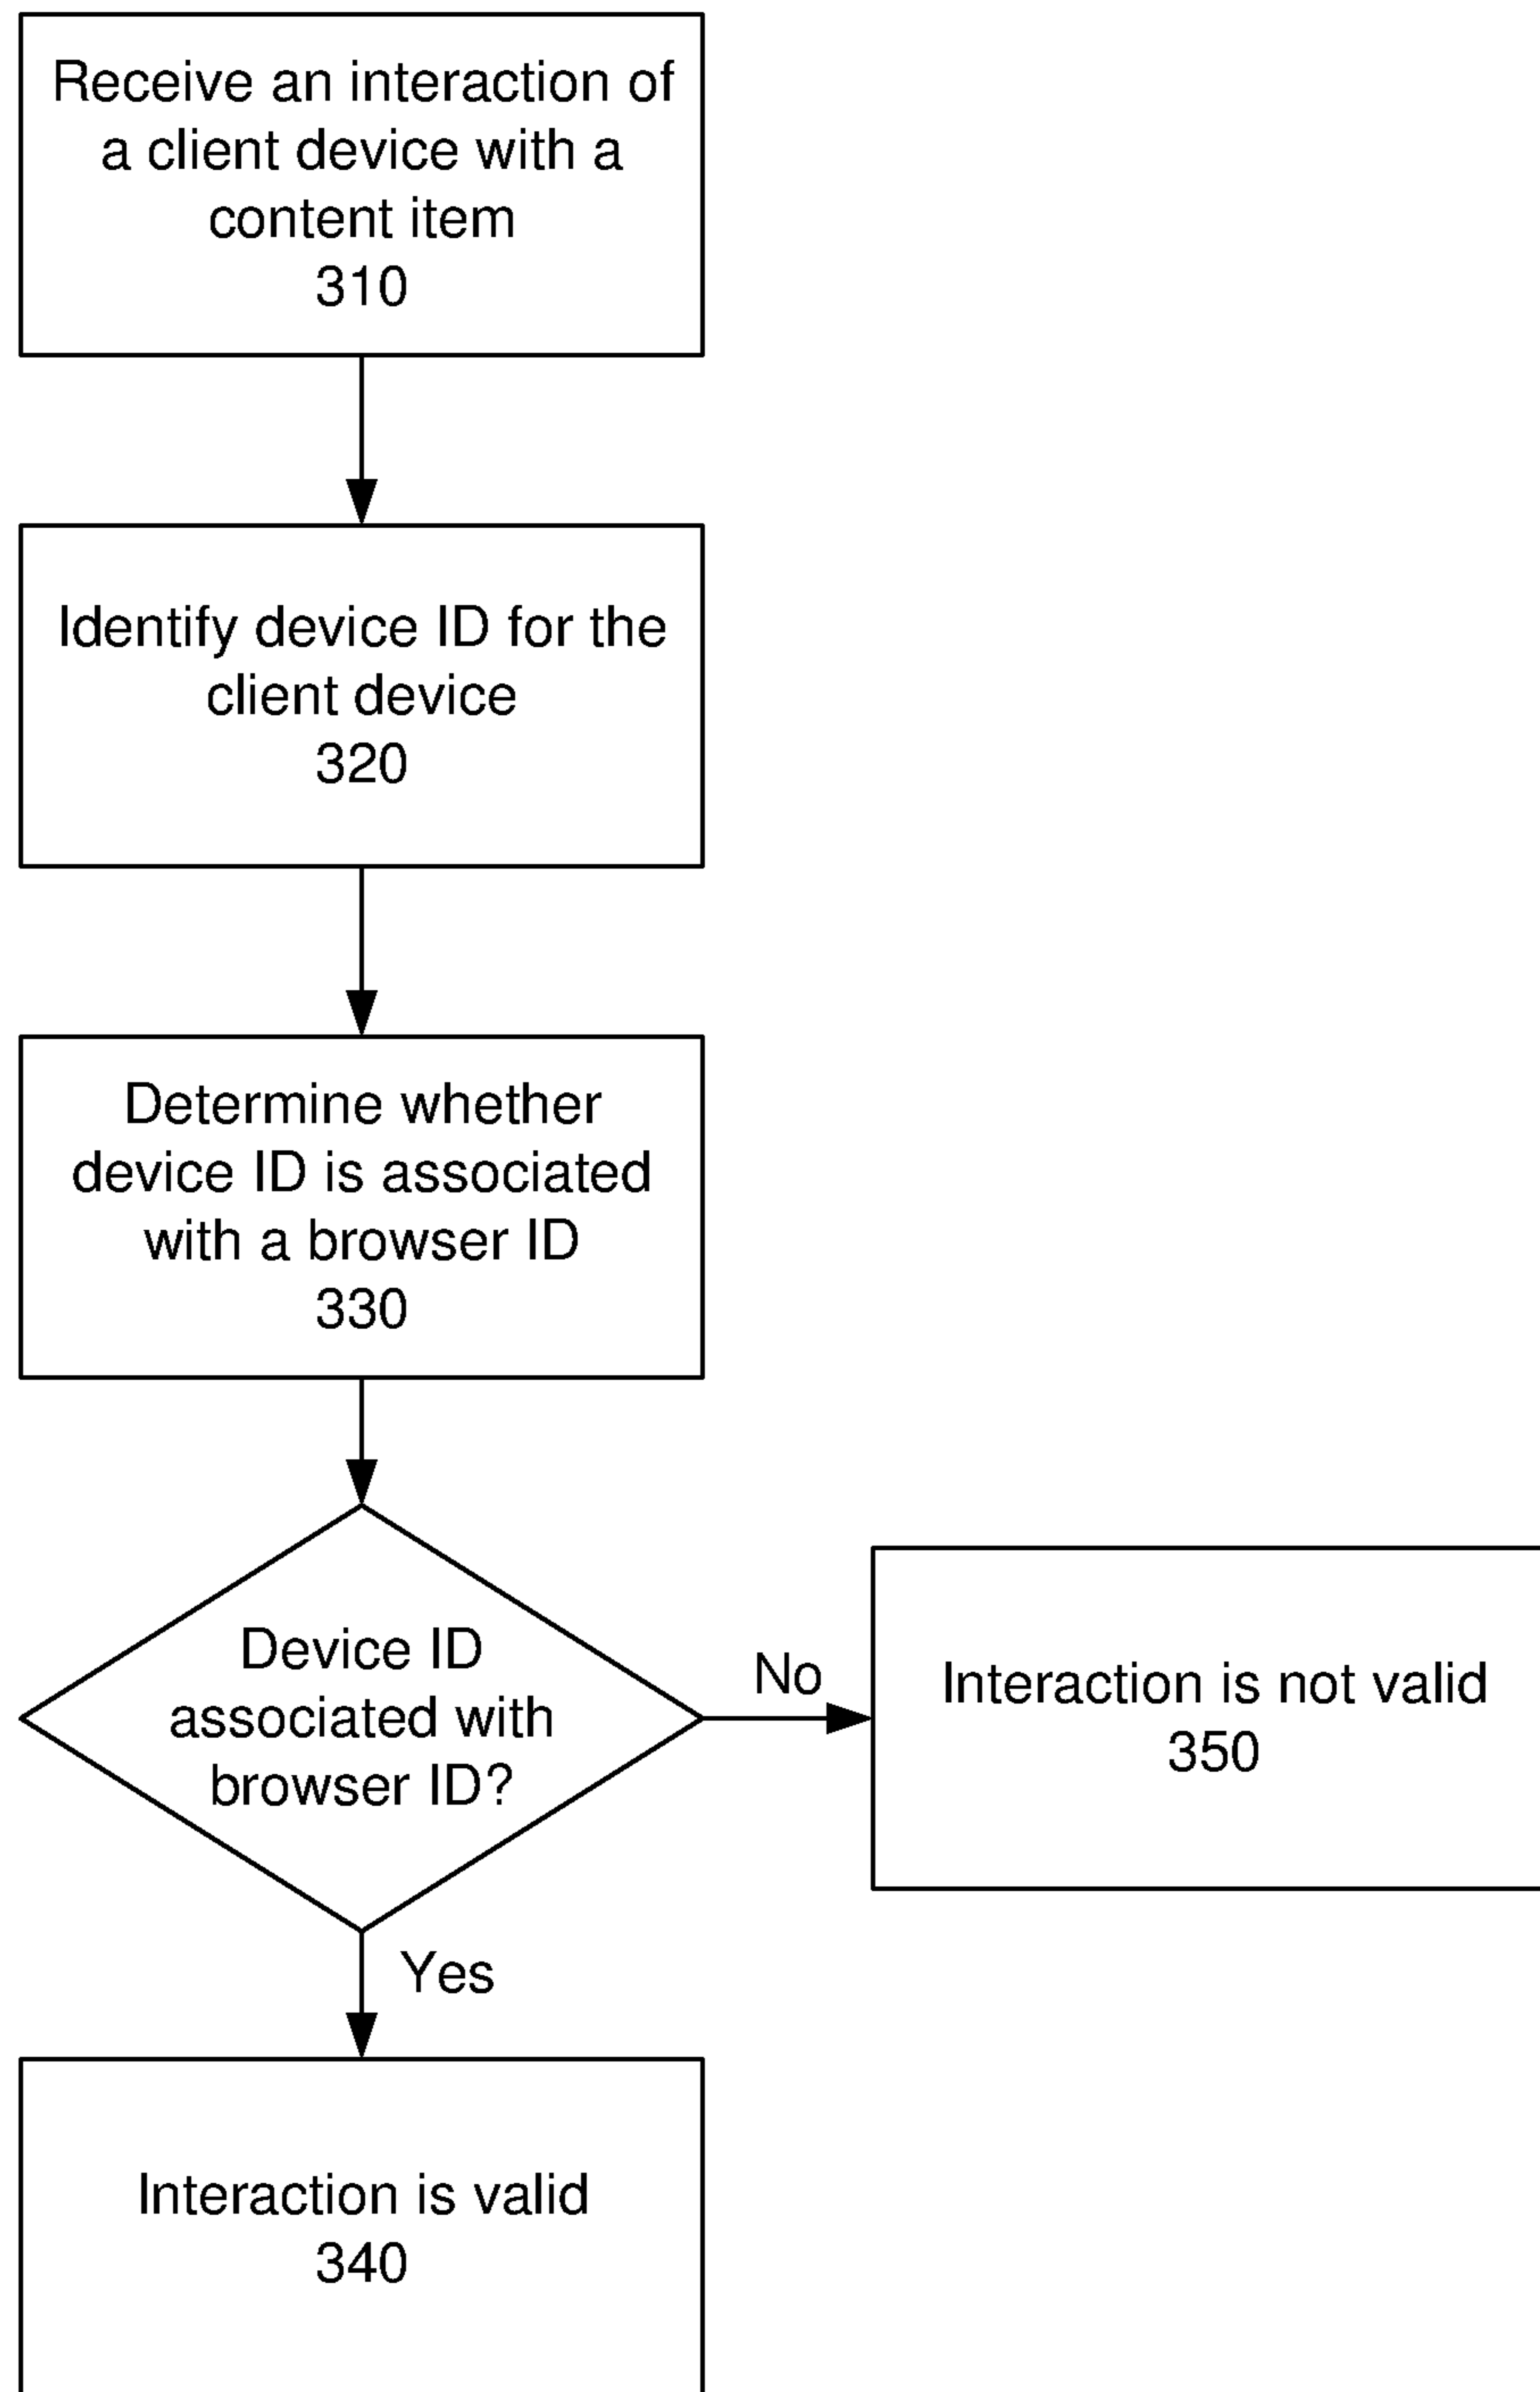 Receive an interaction of
a client device with a
content item
310
Identify device ID for the
client device
320
Determine whether
device ID is associated
with a browser ID
330
Device ID
associated with
browser ID?
No
Interaction is not valid
350
Yes
Interaction is valid
340